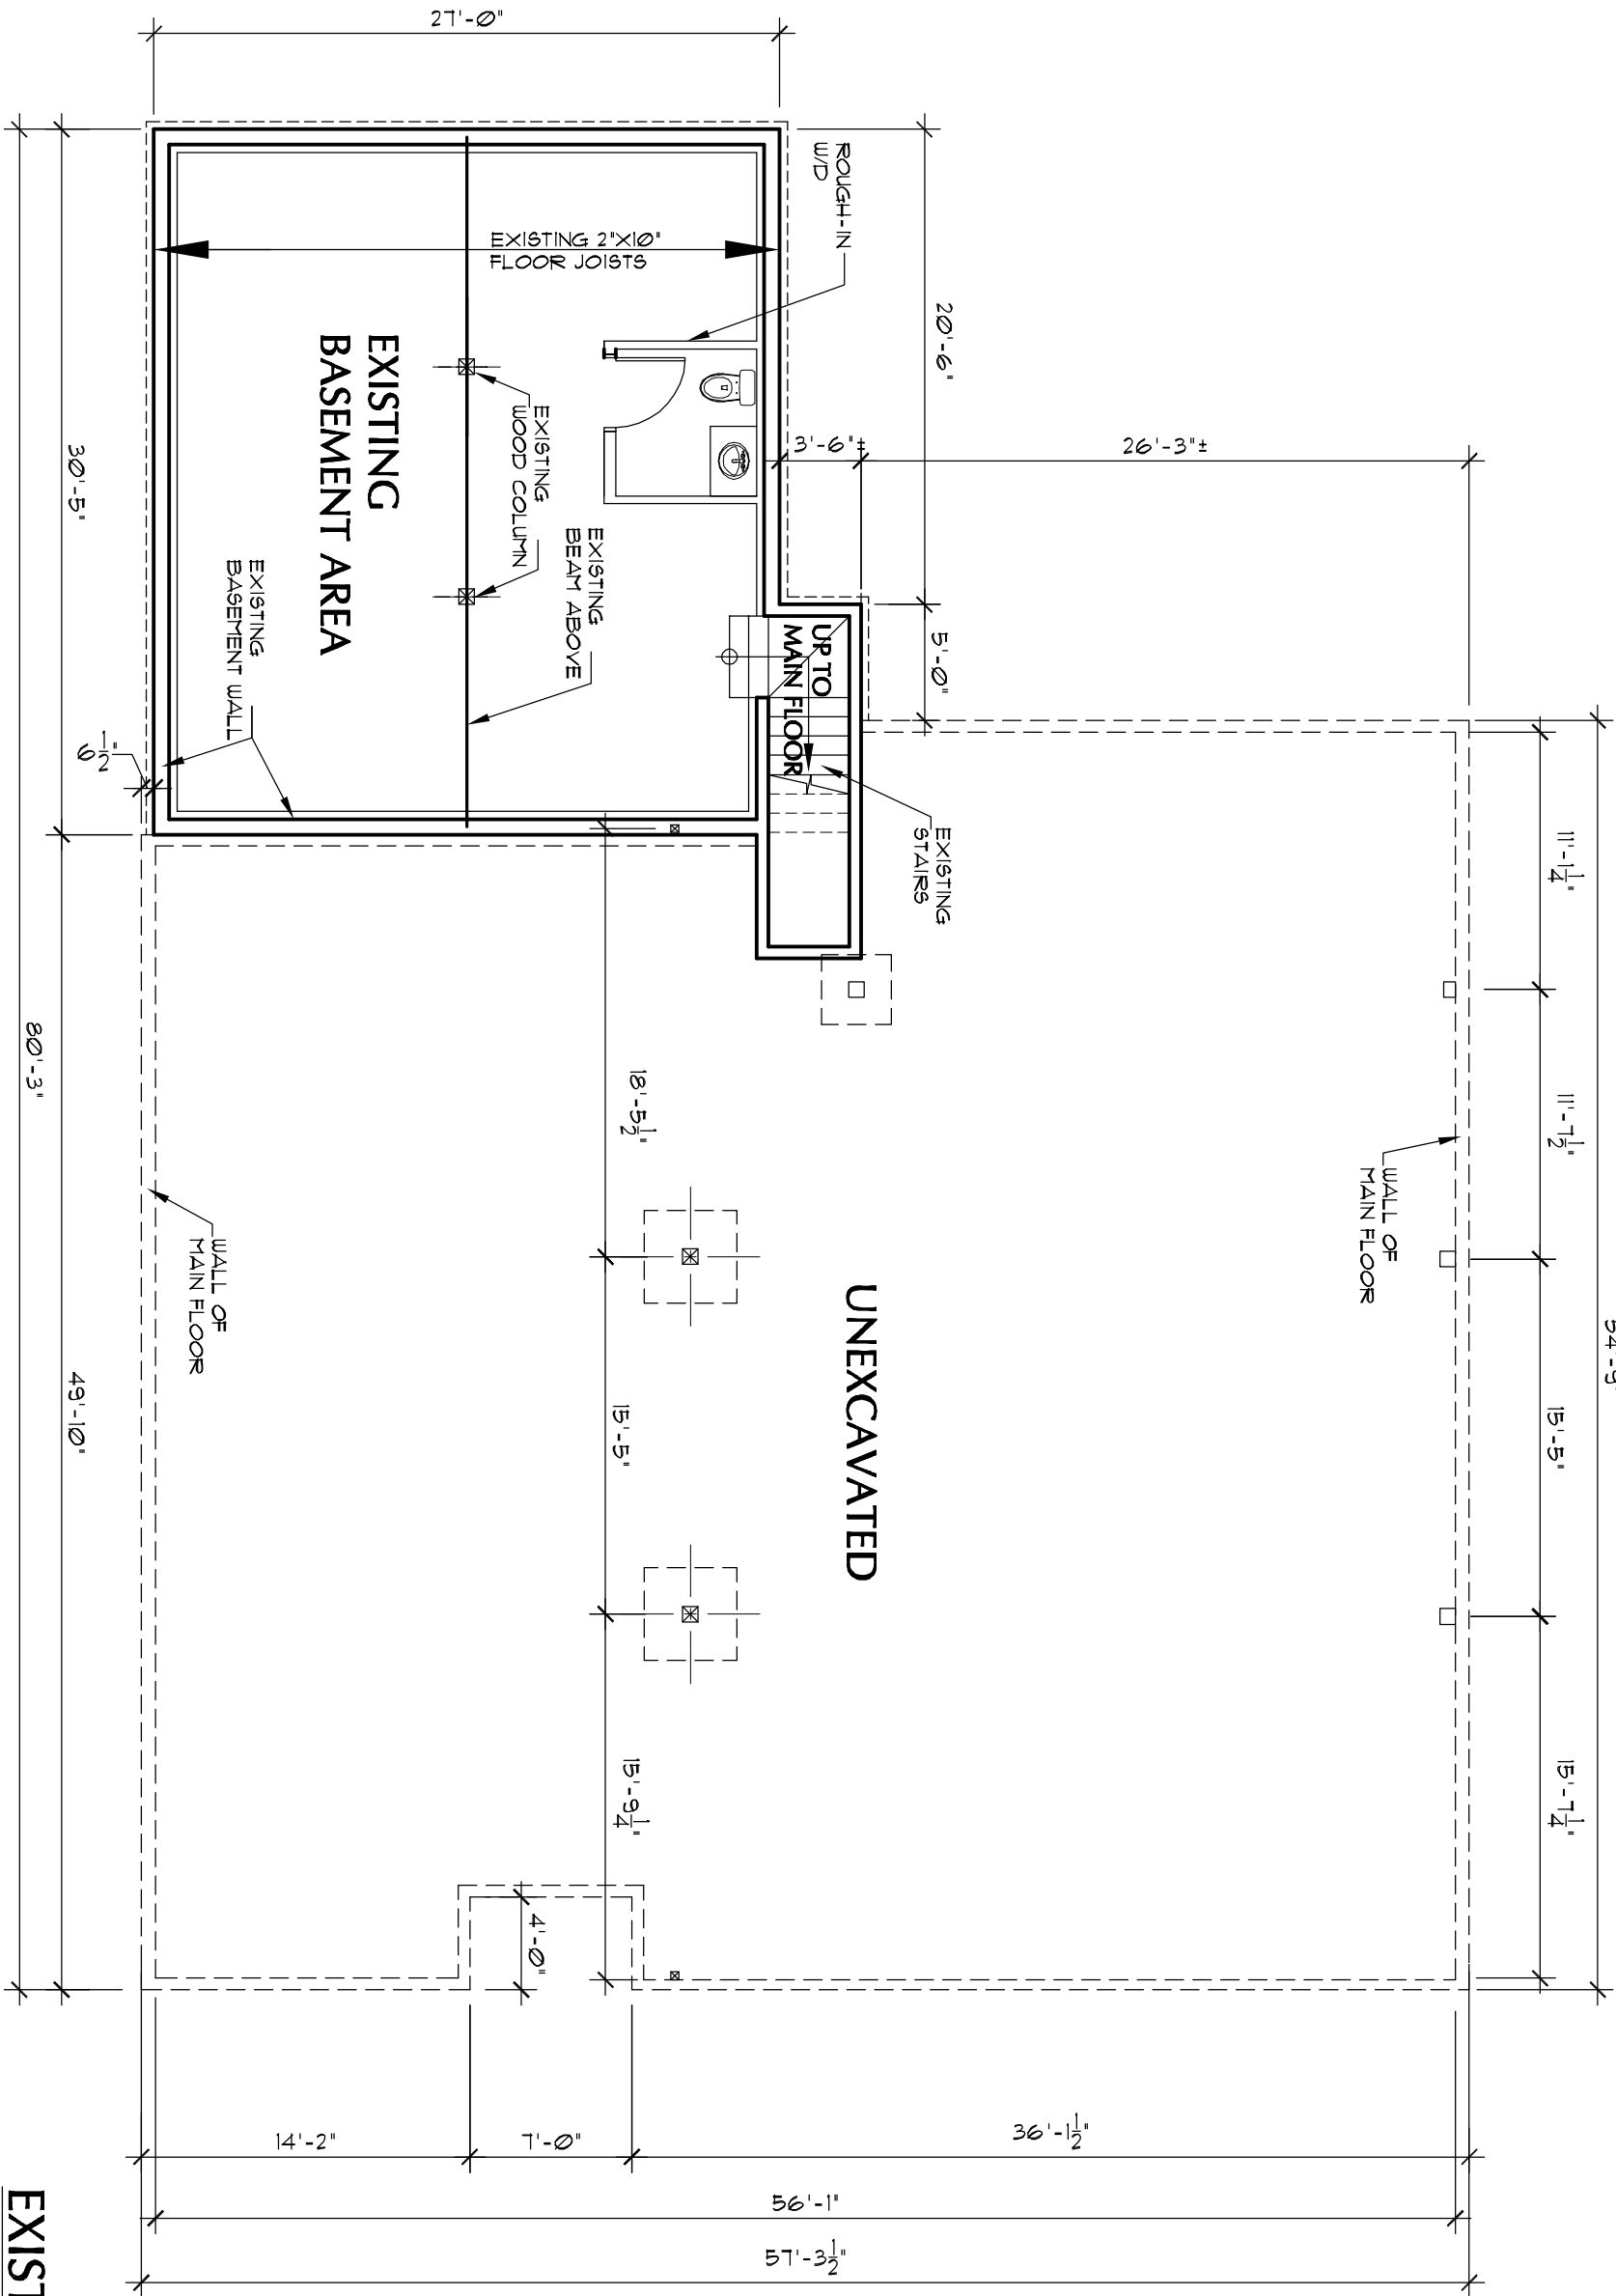 27'-0"
ROUGH-IN
W/D
EXISTING 2"X10"
FLOOR JOISTS
20'-6"
3'-6"±
26'-3"±
EXISTING
BASEMENT AREA
EXISTING
WOOD COLUMN
EXISTING
BEAM ABOVE
EXISTING
BASEMENT WALL
6 1/2"
UP TO
MAIN FLOOR
5'-0"
EXISTING
STAIRS
30'-5"
80'-3"
49'-10"
11'-1 1/4"
11'-7 1/2"
15'-5"
15'-7 1/4"
54'-9"
WALL OF
MAIN FLOOR
18'-5 1/2"
15'-5"
15'-9 1/4"
UNEXCAVATED
WALL OF
MAIN FLOOR
4'-0"
14'-2"
7'-0"
36'-1 1/2"
56'-1"
57'-3 1/2"
EXIST